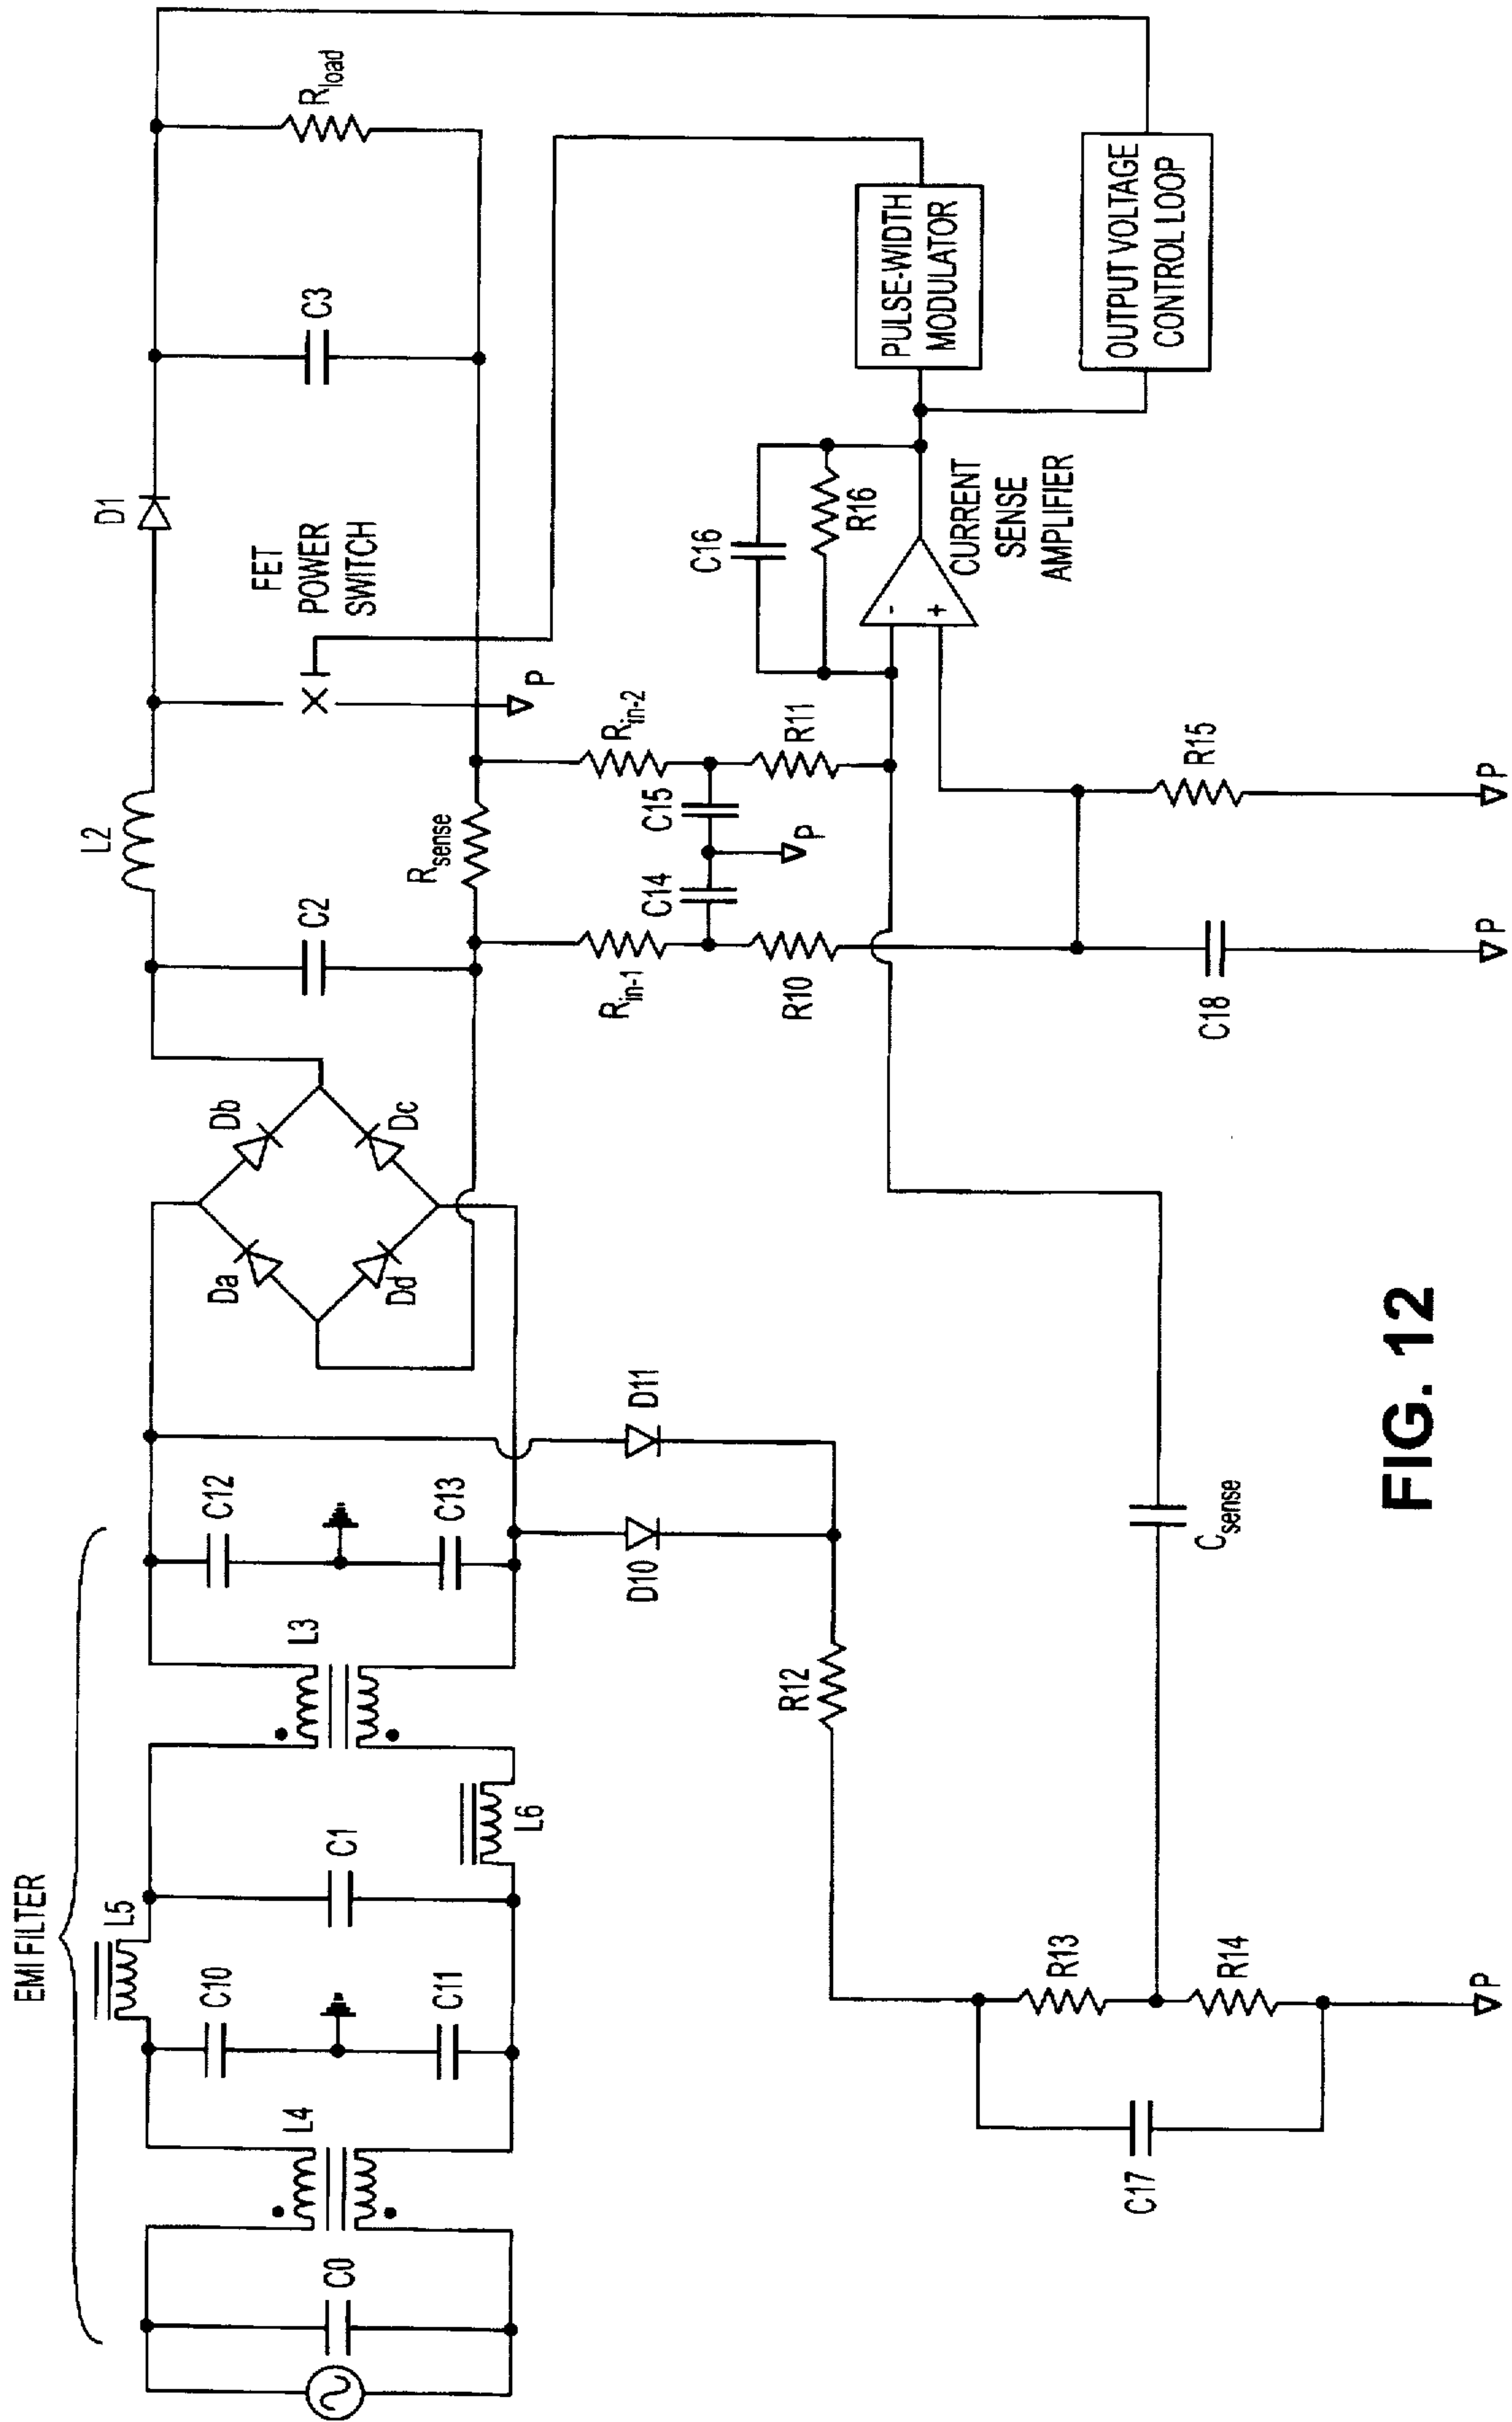 EMI FILTER
L5
L4
C10
C11
C0
C1
L6
L3
C12
C13
Da
Db
Dc
Dd
C2
L2
D1
FET
POWER
SWITCH
P
C3
Rload
Rsense
D10
D11
Rin-1
Rin-2
C14
C15
P
R10
R11
C16
R16
-
+
CURRENT
SENSE
AMPLIFIER
PULSE-WIDTH
MODULATOR
OUTPUT VOLTAGE
CONTROL LOOP
R12
R13
R14
C17
P
Csense
C18
P
R15
P
FIG. 12